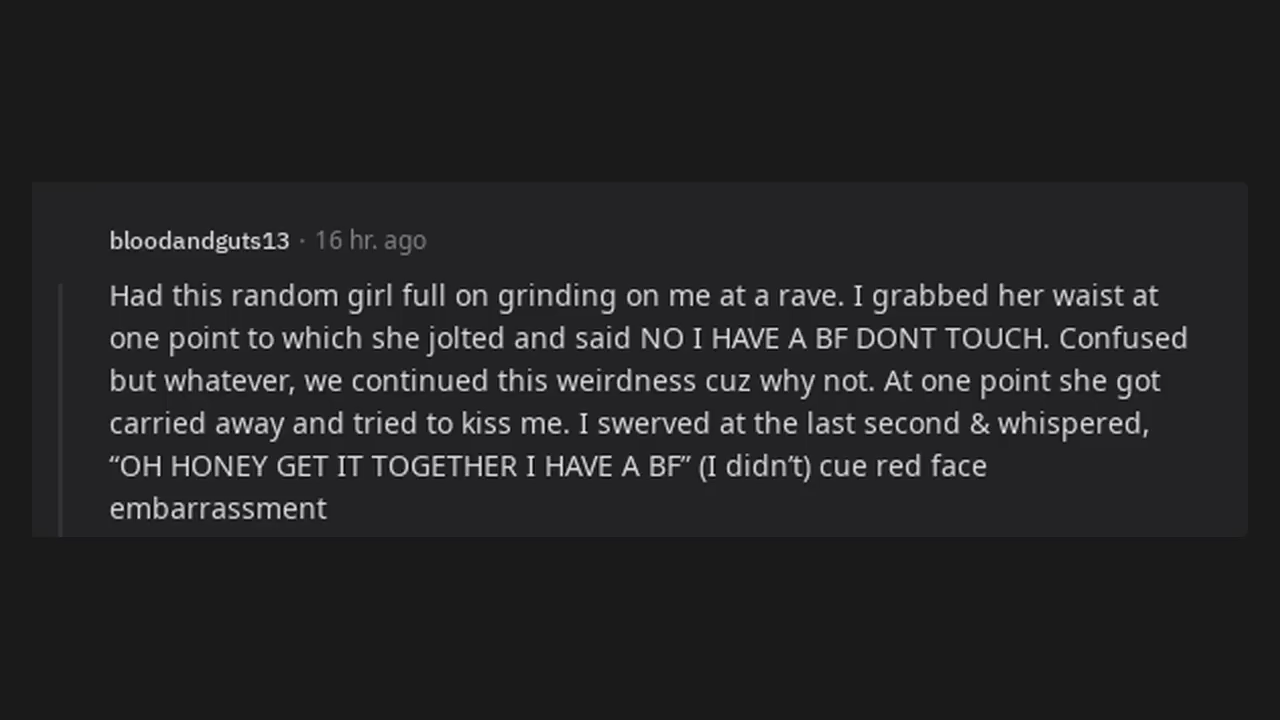 bloodandguts13 · 16 hr. ago
Had this random girl full on grinding on me at a rave. I grabbed her waist at
one point to which she jolted and said NO I HAVE A BF DONT TOUCH. Confused
but whatever, we continued this weirdness cuz why not. At one point she got
carried away and tried to kiss me. I swerved at the last second & whispered,
“OH HONEY GET IT TOGETHER I HAVE A BF” (I didn’t) cue red face
embarrassment